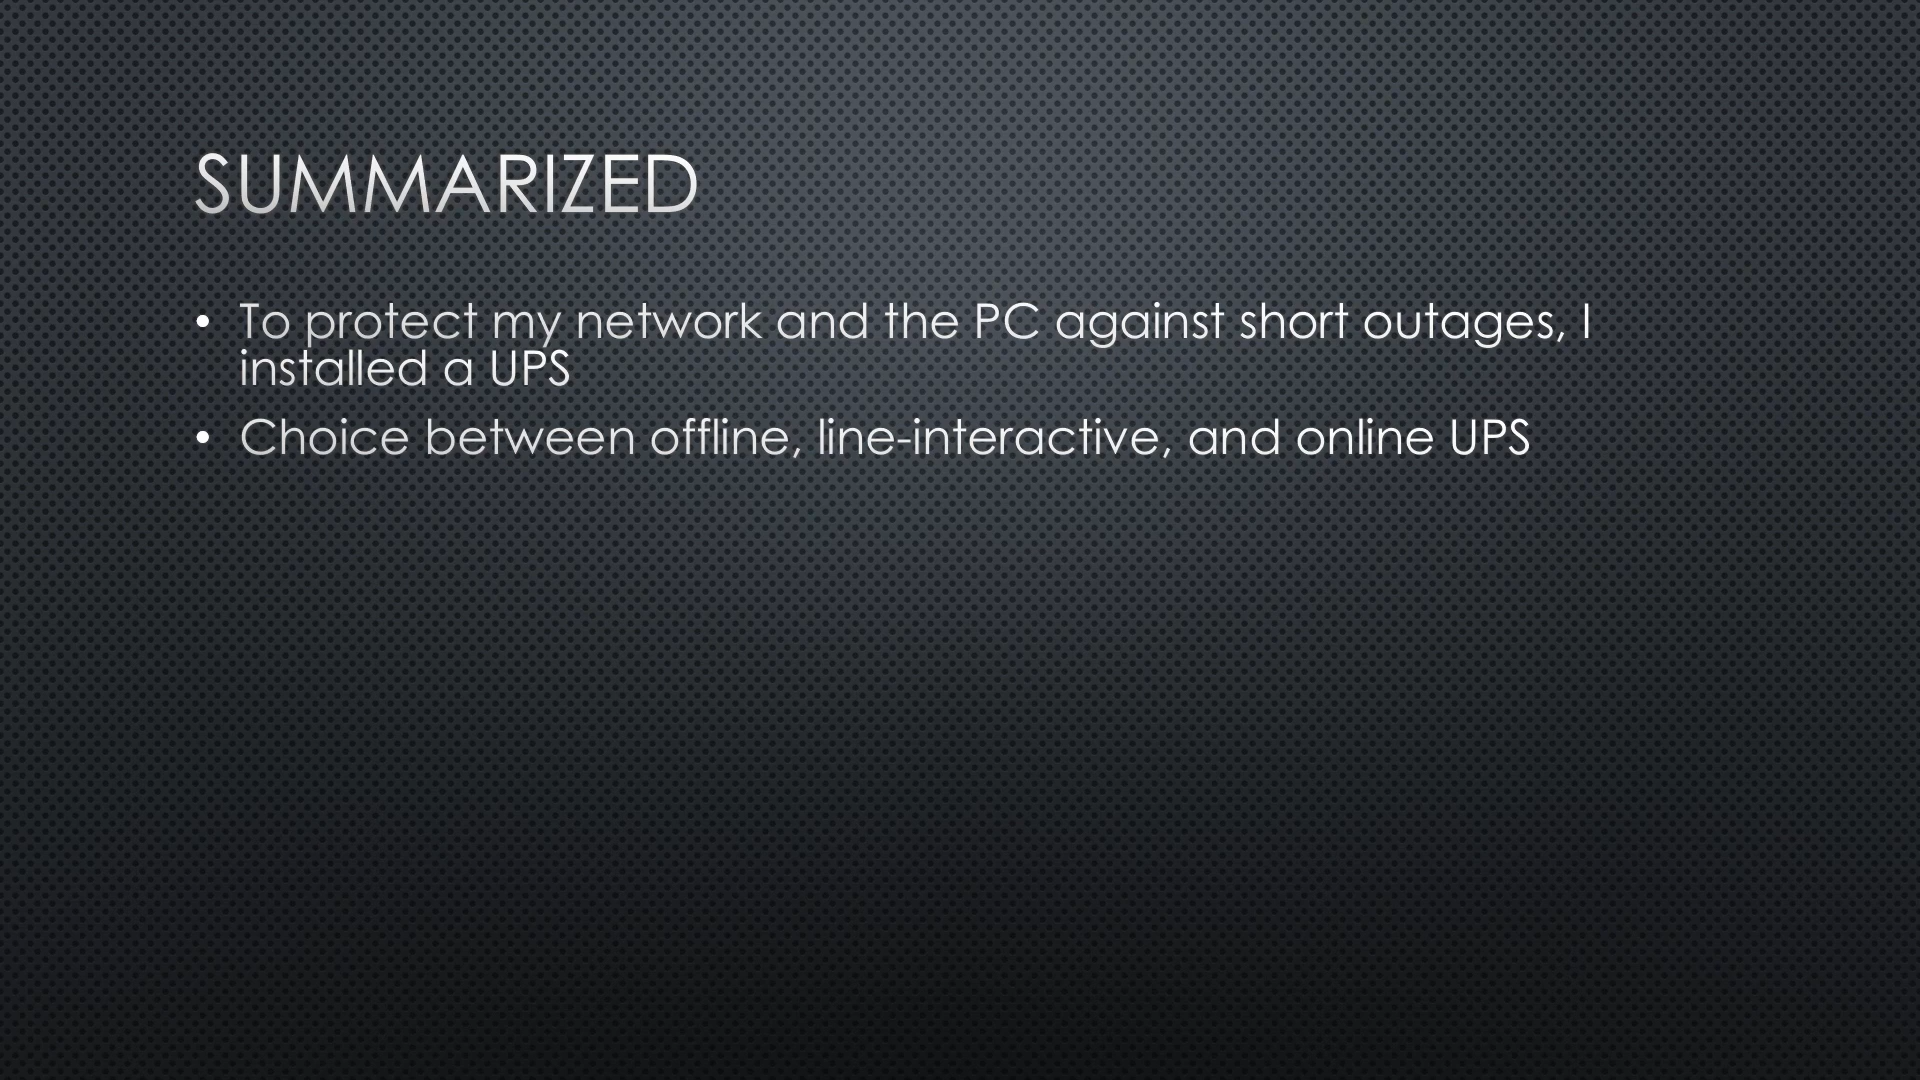 SUMMARIZED
• To protect my network and the PC against short outages, I
installed a UPS
• Choice between offline, line-interactive, and online UPS